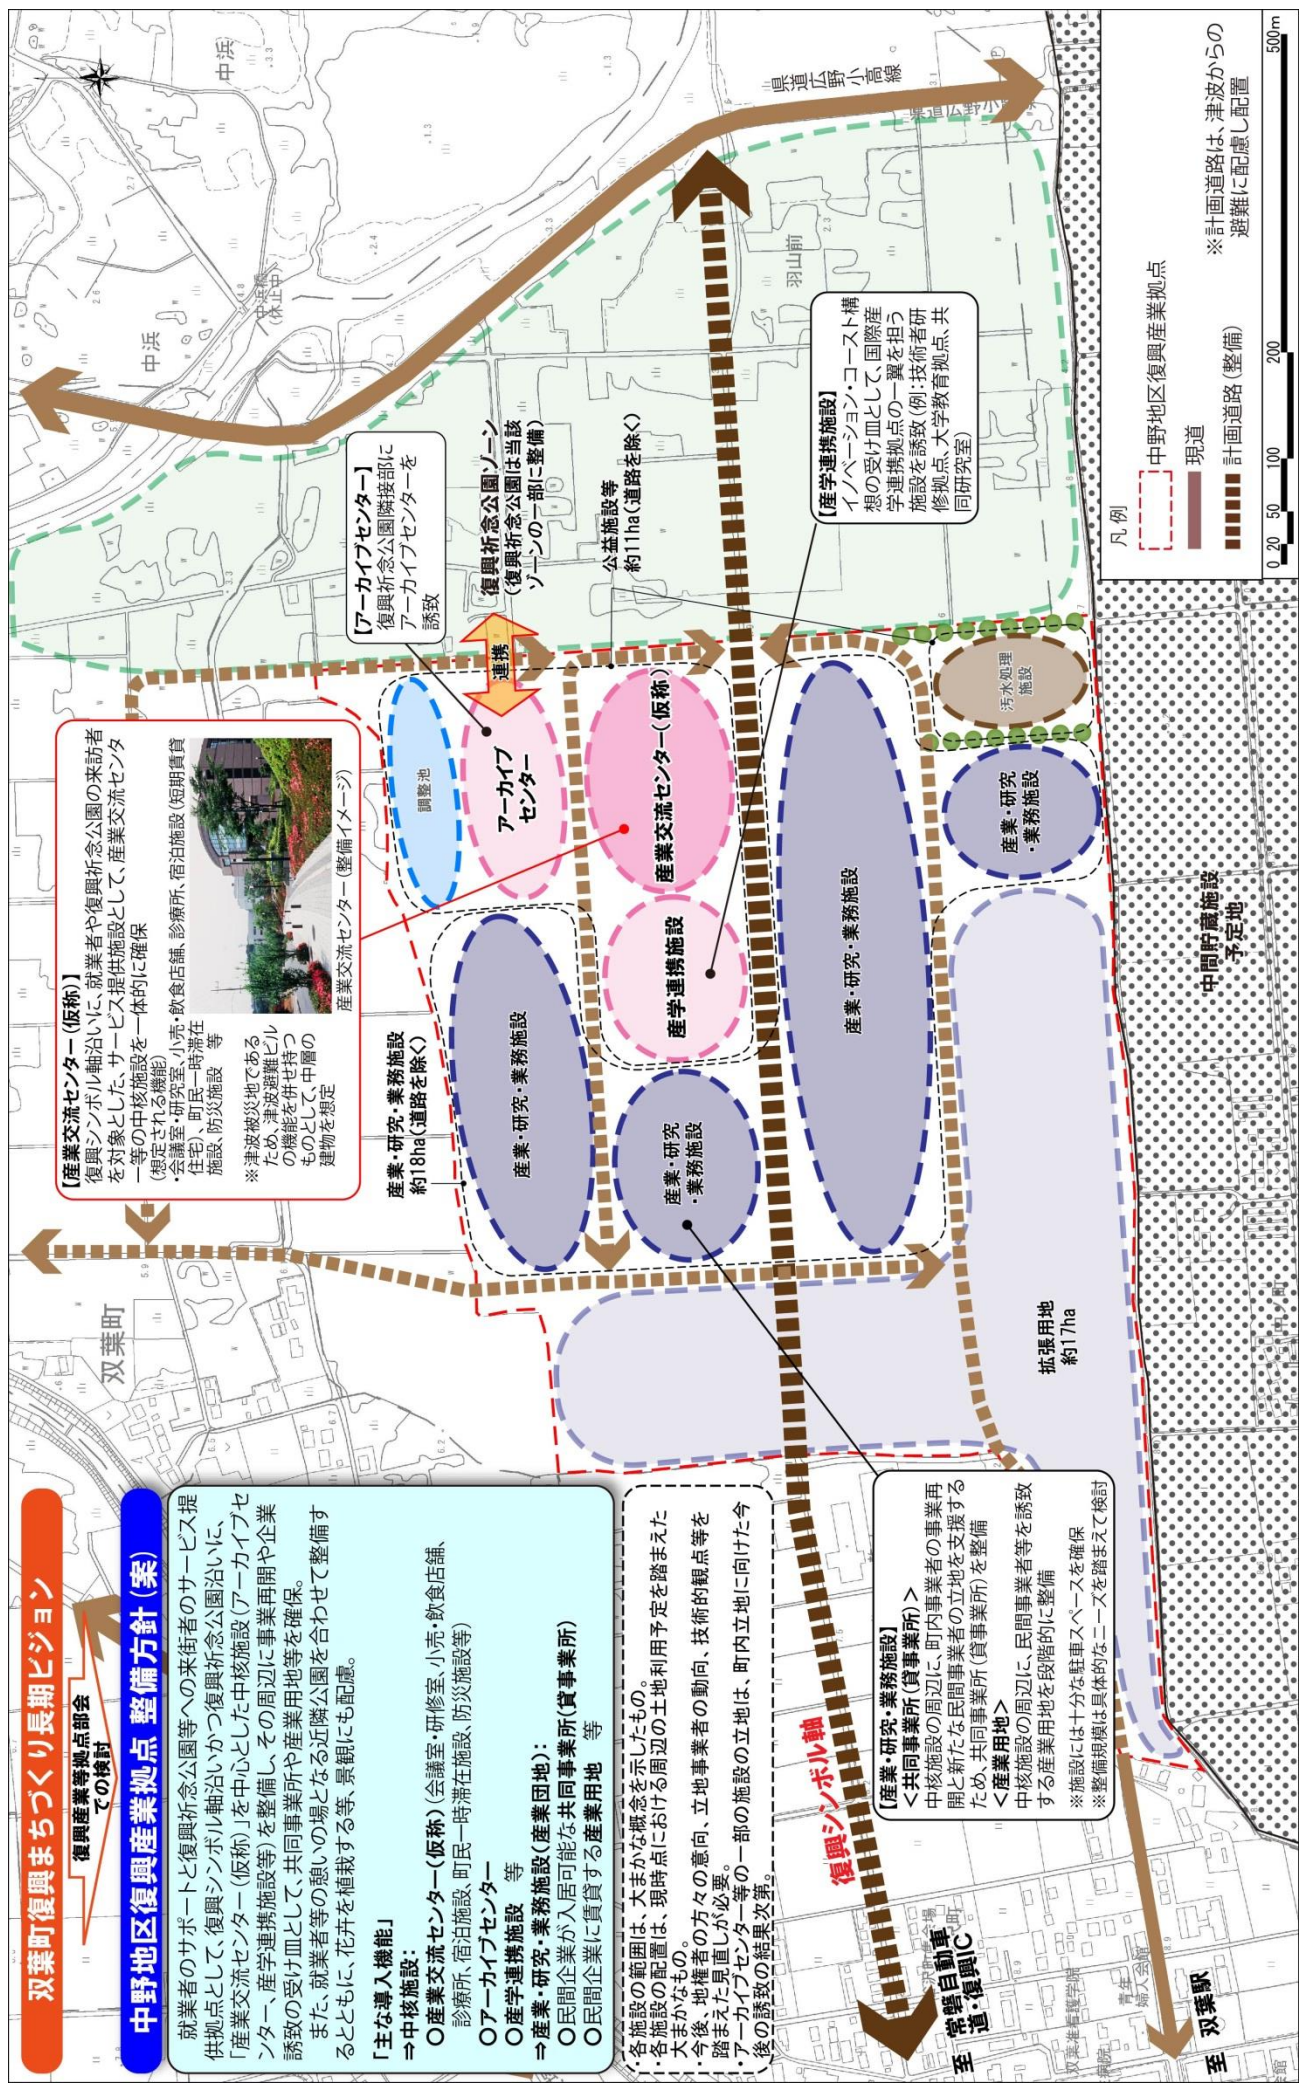 双葉町復興まちづくり長期ビジョン
復興産業等拠点部会
での検討
中野地区復興産業拠点 整備方針(案)
就業者のサポートと復興祈念公園等への来街者のサービス提
供拠点として、復興シンボル軸沿いかつ復興祈念公園沿いに、
「産業交流センター(仮称)」を中心とした中核施設(アーカイブセ
ンター、産学連携施設等)を整備し、その周辺に事業再開や企業
誘致の受け皿として、共同事業所や産業用地等を確保。
また、就業者等の憩いの場となる近隣公園を合わせて整備す
るとともに、花卉を植栽する等、景観にも配慮。
「主な導入機能」
⇒中核施設:
〇産業交流センター(仮称)(会議室・研修室、小売・飲食店舗、
診療所、宿泊施設、町民一時滞在施設、防災施設等)
〇アーカイブセンター
〇産学連携施設 等
⇒産業・研究・業務施設(産業団地):
〇民間企業が入居可能な共同事業所(貸事業所)
〇民間企業に賃貸する産業用地 等
・各施設の範囲は、大まかな概念を示したもの。
・各施設の配置は、現時点における周辺の土地利用予定を踏まえた
大まかなもの。
・今後、地権者の方々の意向、立地事業者の動向、技術的観点等を
踏まえた見直しが必要。
・アーカイブセンター等の一部の施設の立地は、町内立地に向けた今
後の誘致の結果次第。
復興シンボル軸
至 常磐自動車
道・復興IC
至 双葉駅
【産業・研究・業務施設】
<共同事業所(貸事業所)>
中核施設の周辺に、町内事業者の事業再
開と新たな民間事業者の立地を支援する
ため、共同事業所(貸事業所)を整備
<産業用地>
中核施設の周辺に、民間事業者等を誘致
する産業用地を段階的に整備
※施設には十分な駐車スペースを確保
※整備規模は具体的なニーズを踏まえて検討
双葉町
【産業交流センター(仮称)】
復興シンボル軸沿いに、就業者や復興祈念公園の来訪者
を対象とした、サービス提供施設として、産業交流センタ
ー等の中核施設を一体的に確保
(想定される機能)
・会議室・研究室、小売・飲食店舗、診療所、宿泊施設(短期賃貸
住宅)、町民一時滞在
施設、防災施設 等
※津波被災地である
ため、津波避難ビル
の機能を併せ持つ
ものとして、中層の
建物を想定
産業交流センター(整備イメージ)
産業・研究・業務施設
約18ha(道路を除く)
産業・研究・業務施設
産業・研究
・業務施設
産業・研究・業務施設
産業・研究
・業務施設
拡張用地
約17ha
調整池
アーカイブ
センター
産業交流センター(仮称)
産学連携施設
汚水処理
施設
連携
【アーカイブセンター】
復興祈念公園隣接部に
アーカイブセンターを
誘致
復興祈念公園ゾーン
(復興祈念公園は当該
ゾーンの一部に整備)
公益施設等
約11ha(道路を除く)
【産学連携施設】
イノベーション・コースト構
想の受け皿として、国際産
学連携拠点の一翼を担う
施設を誘致(例:技術者研
修拠点、大学教育拠点、共
同研究室)
中浜
中浜
中浜橋
(休止中)
羽山前
県道広野小高
線
中間貯蔵施設
予定地
凡例
中野地区復興産業拠点
現道
計画道路(整備)
※計画道路は、津波からの
避難に配慮し配置
0 20 50 100 200 500m